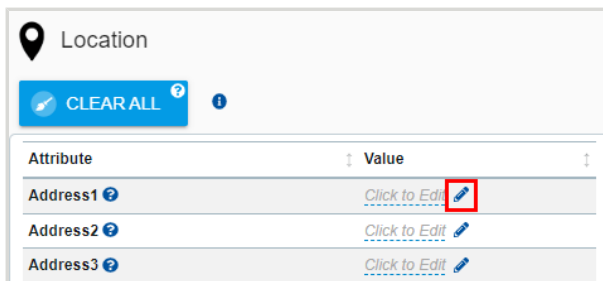 Location
CLEAR ALL ?
i
Attribute Value
Address1 ? Click to Edit
Address2 ? Click to Edit
Address3 ? Click to Edit